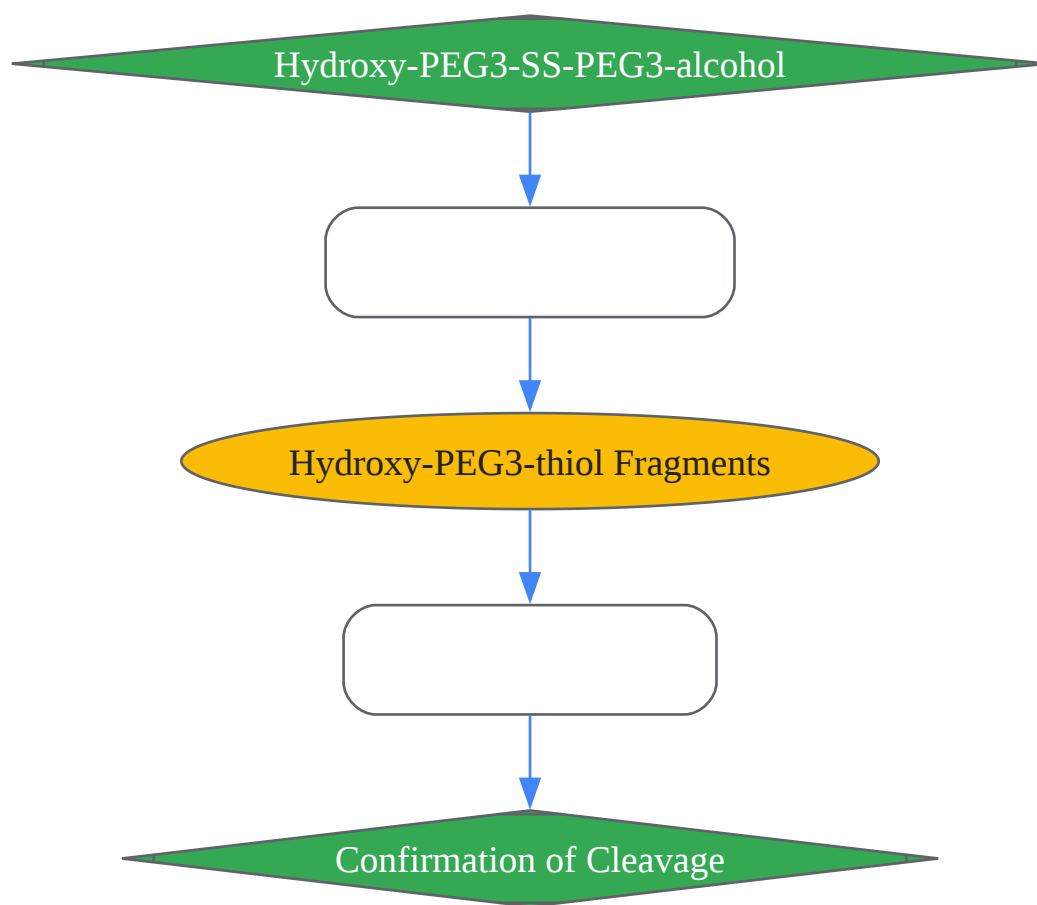 Hydroxy-PEG3-SS-PEG3-alcohol
Hydroxy-PEG3-thiol Fragments
Confirmation of Cleavage